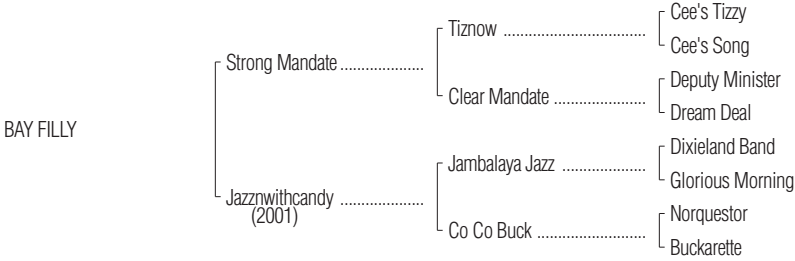 Cee's Tizzy
Tiznow ................................
Cee's Song
Strong Mandate ...................
Deputy Minister
Clear Mandate .....................
Dream Deal
BAY FILLY
Dixieland Band
Jambalaya Jazz ...................
Glorious Morning
Jazznwithcandy ...................
(2001)
Norquestor
Co Co Buck .........................
Buckarette